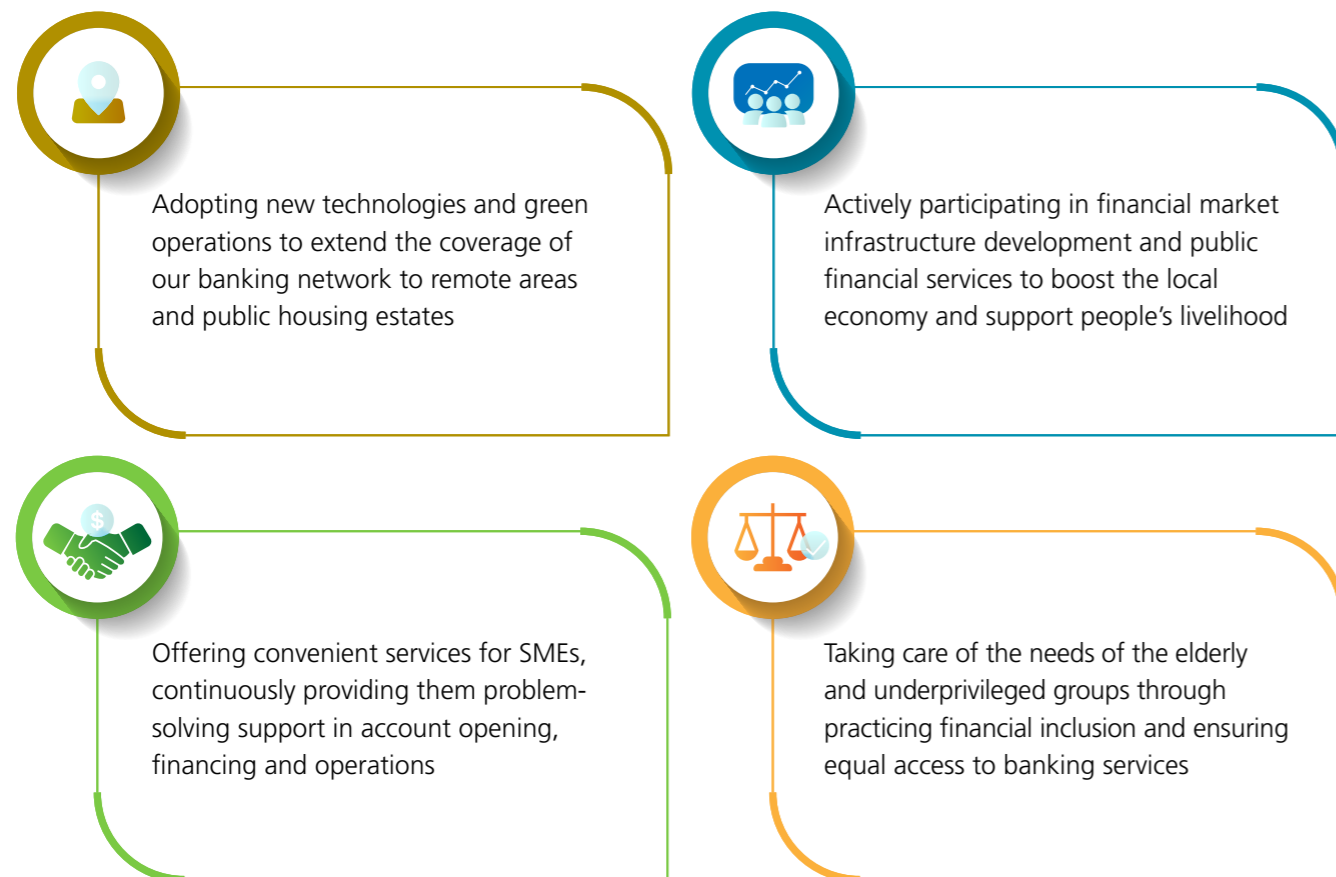 Adopting new technologies and green
operations to extend the coverage of
our banking network to remote areas
and public housing estates
Actively participating in financial market
infrastructure development and public
financial services to boost the local
economy and support people’s livelihood
$
Offering convenient services for SMEs,
continuously providing them problem-
solving support in account opening,
financing and operations
Taking care of the needs of the elderly
and underprivileged groups through
practicing financial inclusion and ensuring
equal access to banking services